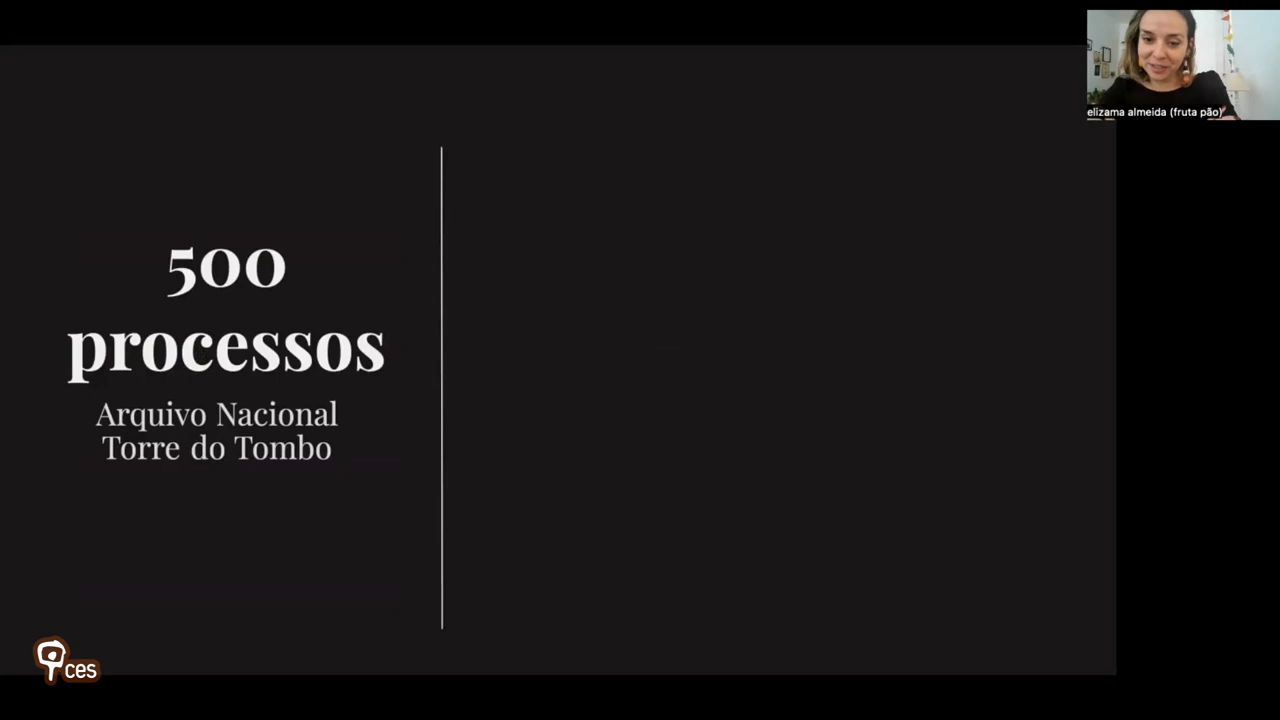 elizama almeida (fruta pão)
500
processos
Arquivo Nacional
Torre do Tombo
ces